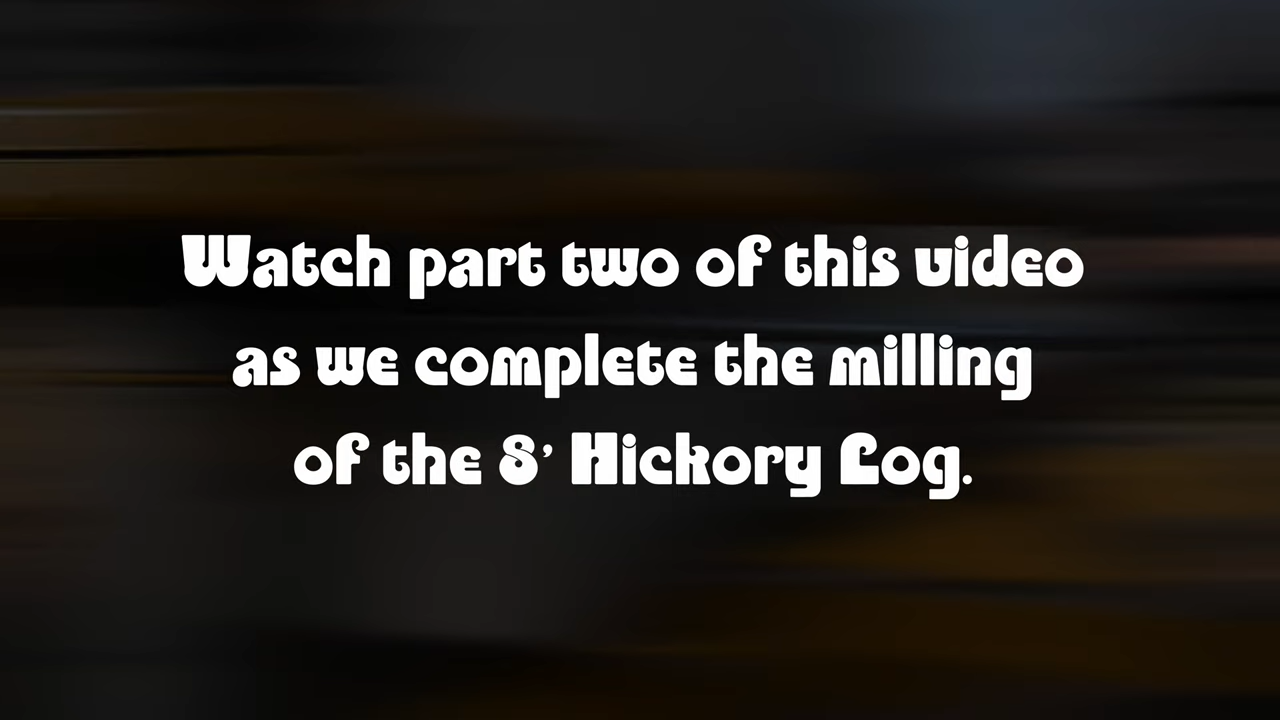 Watch part two of this video
as we complete the milling
of the 8’ Hickory Log.